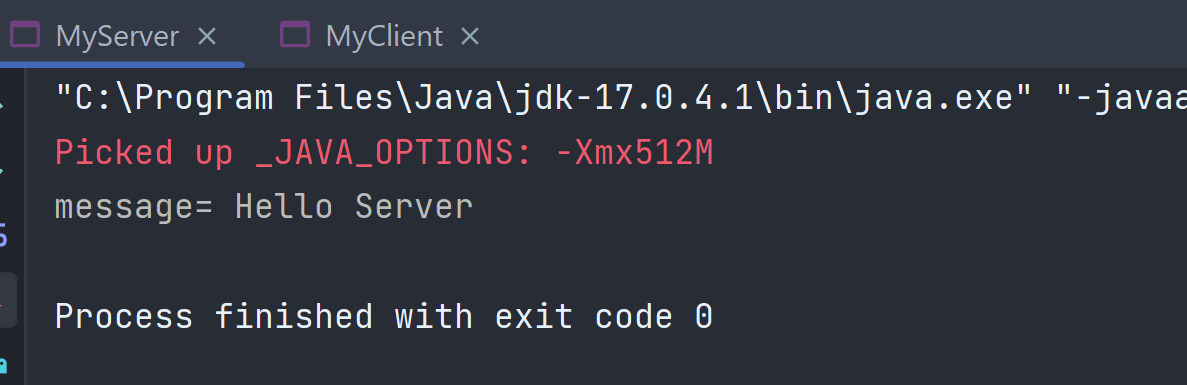 MyServer × MyClient ×
"C:\Program Files\Java\jdk-17.0.4.1\bin\java.exe" "-javaa
Picked up _JAVA_OPTIONS: -Xmx512M
message= Hello Server
Process finished with exit code 0